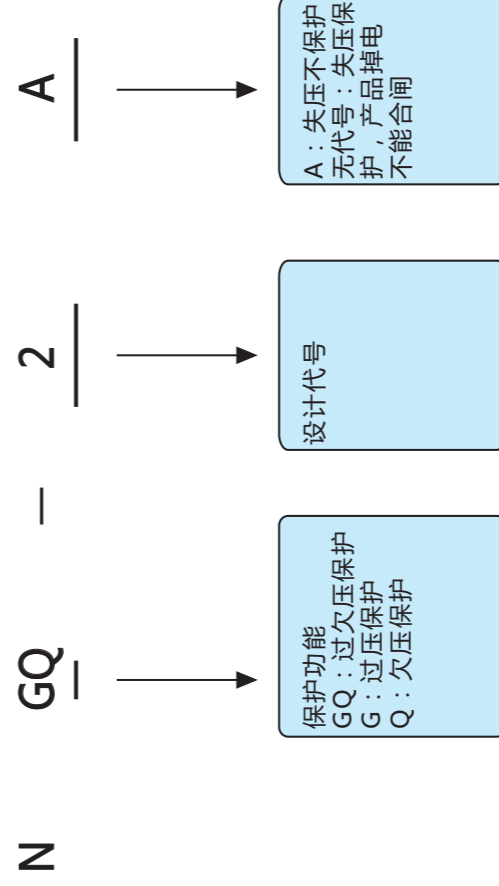 N GQ — 2 A
保护功能
GQ：过欠压保护
G：过压保护
Q：欠压保护
设计代号
A：失压不保护
无代号：失压保
护，产品掉电
不能合闸